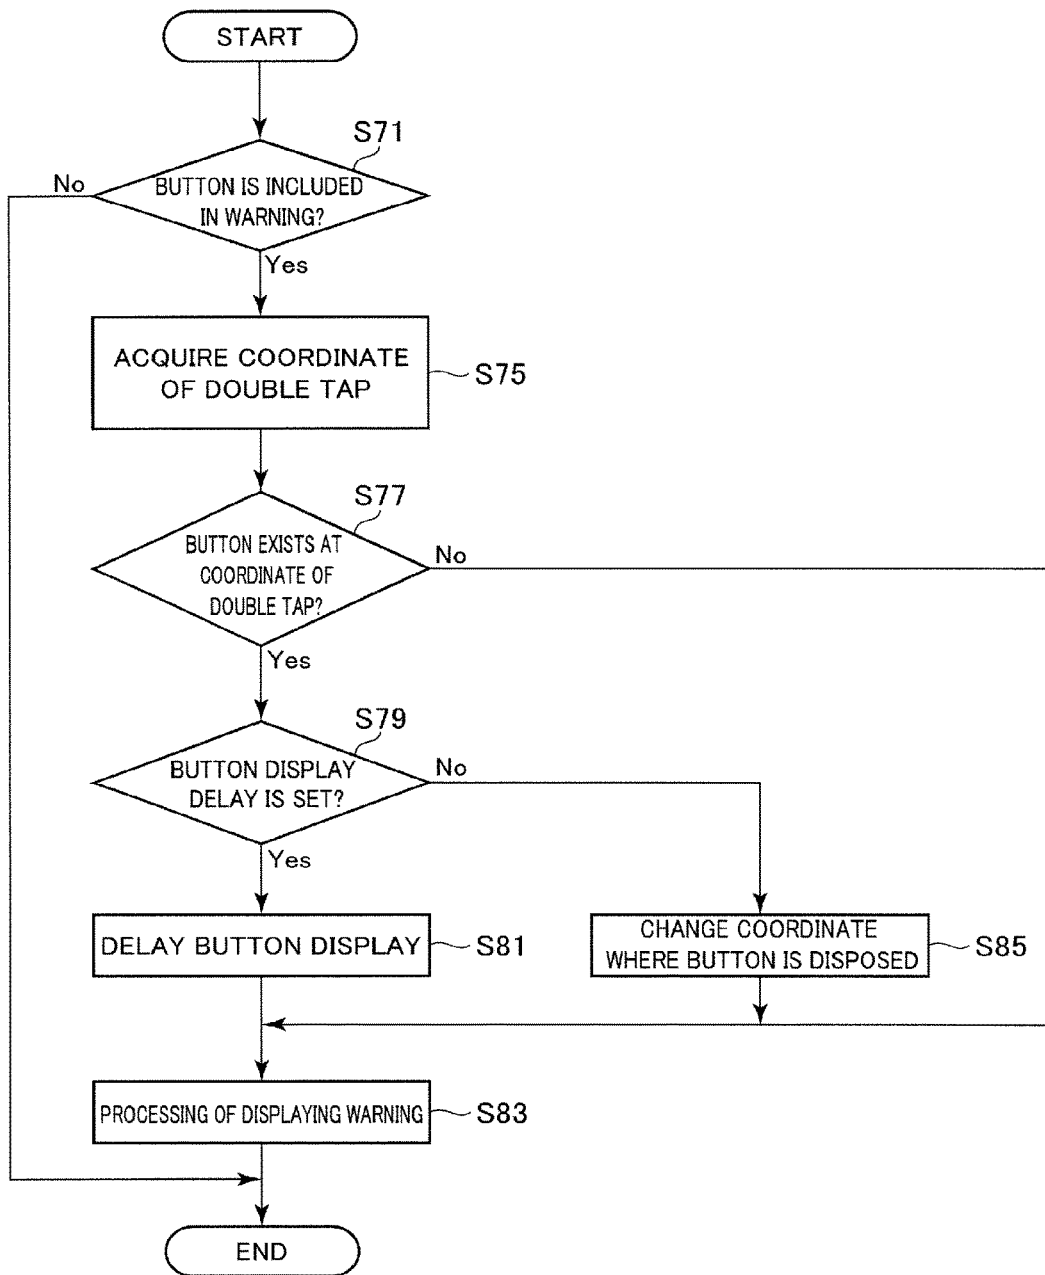 START
S71
No
BUTTON IS INCLUDED
IN WARNING?
Yes
ACQUIRE COORDINATE
OF DOUBLE TAP
S75
S77
BUTTON EXISTS AT
COORDINATE OF
DOUBLE TAP?
No
Yes
S79
BUTTON DISPLAY
DELAY IS SET?
No
Yes
DELAY BUTTON DISPLAY
S81
CHANGE COORDINATE
WHERE BUTTON IS DISPOSED
S85
PROCESSING OF DISPLAYING WARNING
S83
END